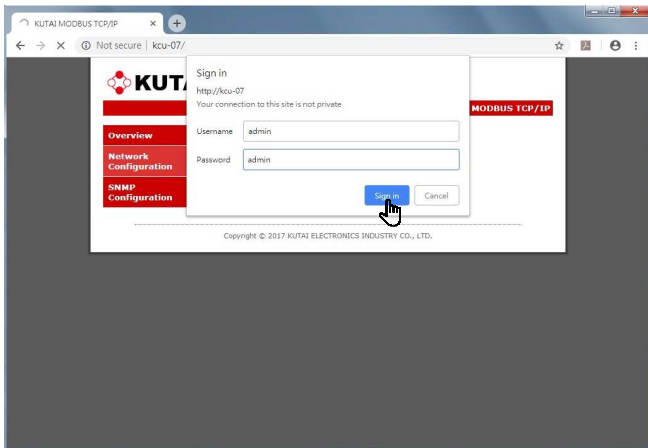 KUTAI MODBUS TCP/IP
Not secure | kcu-07/
KUTA
Sign in
http://kcu-07
Your connection to this site is not private
MODBUS TCP/IP
Username admin
Overview
Network
Configuration
Password admin
SNMP
Configuration
Sign in Cancel
Copyright © 2017 KUTAI ELECTRONICS INDUSTRY CO., LTD.